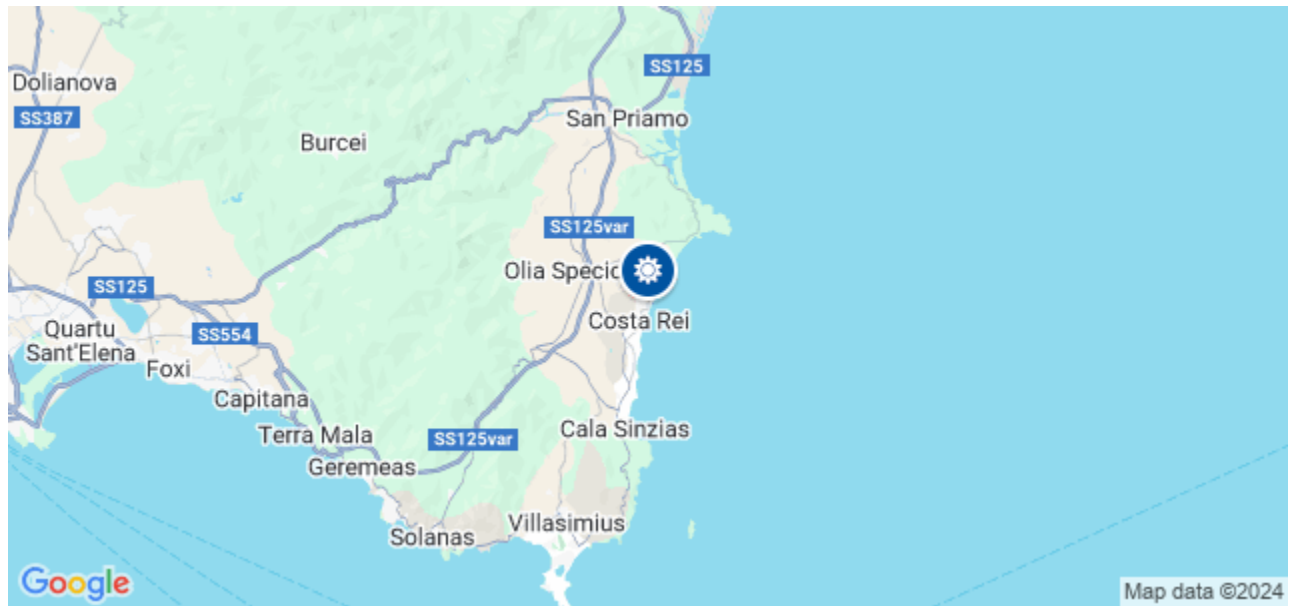 SS125
Dolianova
SS387
San Priamo
Burcei
SS125var
Olia Specio
SS125
Costa Rei
Quartu
Sant'Elena
SS554
Foxi
Capitana
Terra Mala
SS125var
Cala Sinzias
Geremeas
Villasimius
Solanas
Google
Map data ©2024